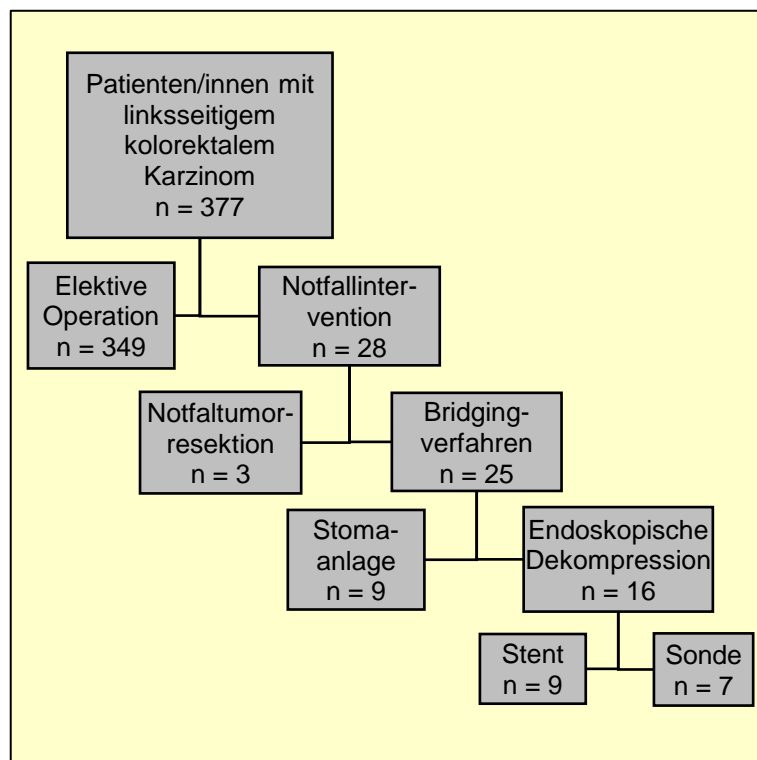 Patienten/innen mit
linksseitigem
kolorektalem
Karzinom
n = 377
Elektive
Operation
n = 349
Notfallinter-
vention
n = 28
Notfaltumor-
resektion
n = 3
Bridging-
verfahren
n = 25
Stoma-
anlage
n = 9
Endoskopische
Dekompression
n = 16
Stent
n = 9
Sonde
n = 7